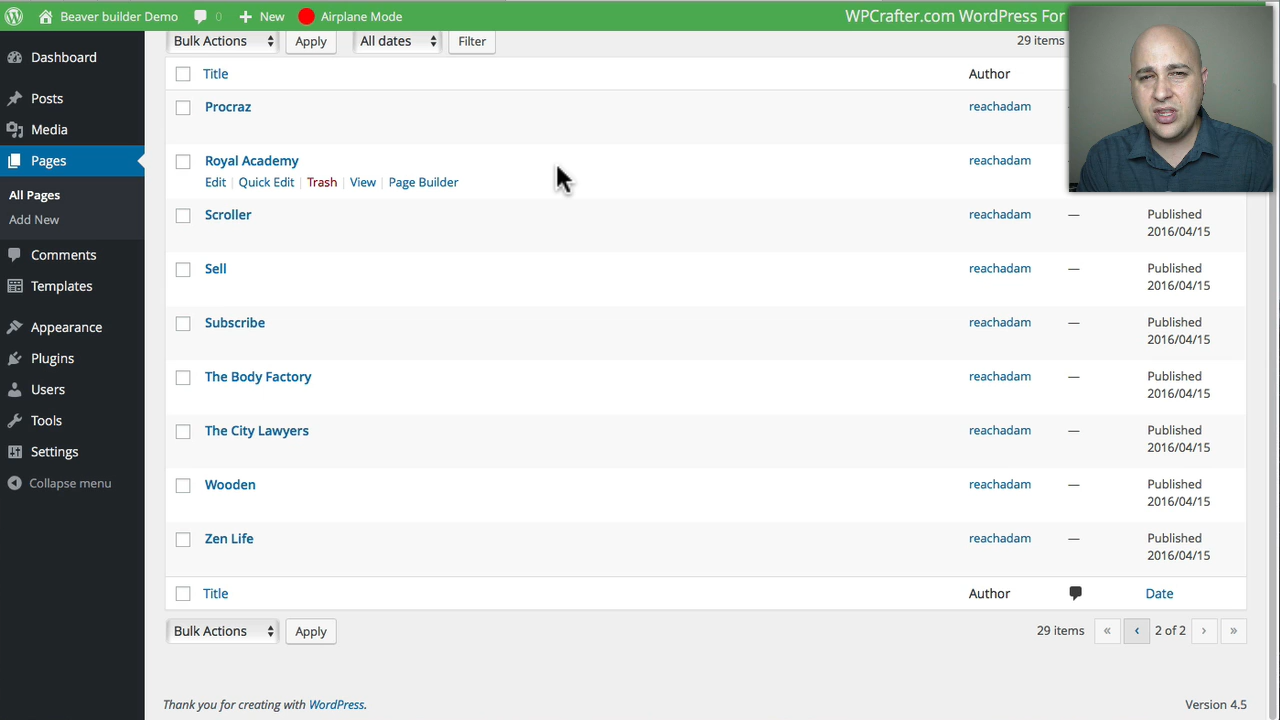 Beaver builder Demo 0 New Airplane Mode WPCrafter.com WordPress For
Bulk Actions Apply All dates Filter 29 items
Dashboard
Posts
Media
Pages
All Pages
Add New
Comments
Templates
Appearance
Plugins
Users
Tools
Settings
Collapse menu
Title Author
Procraz reachadam
Royal Academy reachadam
Edit | Quick Edit | Trash | View | Page Builder
Scroller reachadam — Published
2016/04/15
Sell reachadam — Published
2016/04/15
Subscribe reachadam — Published
2016/04/15
The Body Factory reachadam — Published
2016/04/15
The City Lawyers reachadam — Published
2016/04/15
Wooden reachadam — Published
2016/04/15
Zen Life reachadam — Published
2016/04/15
Title Author Date
Bulk Actions Apply 29 items « ‹ 2 of 2 › »
Thank you for creating with WordPress. Version 4.5